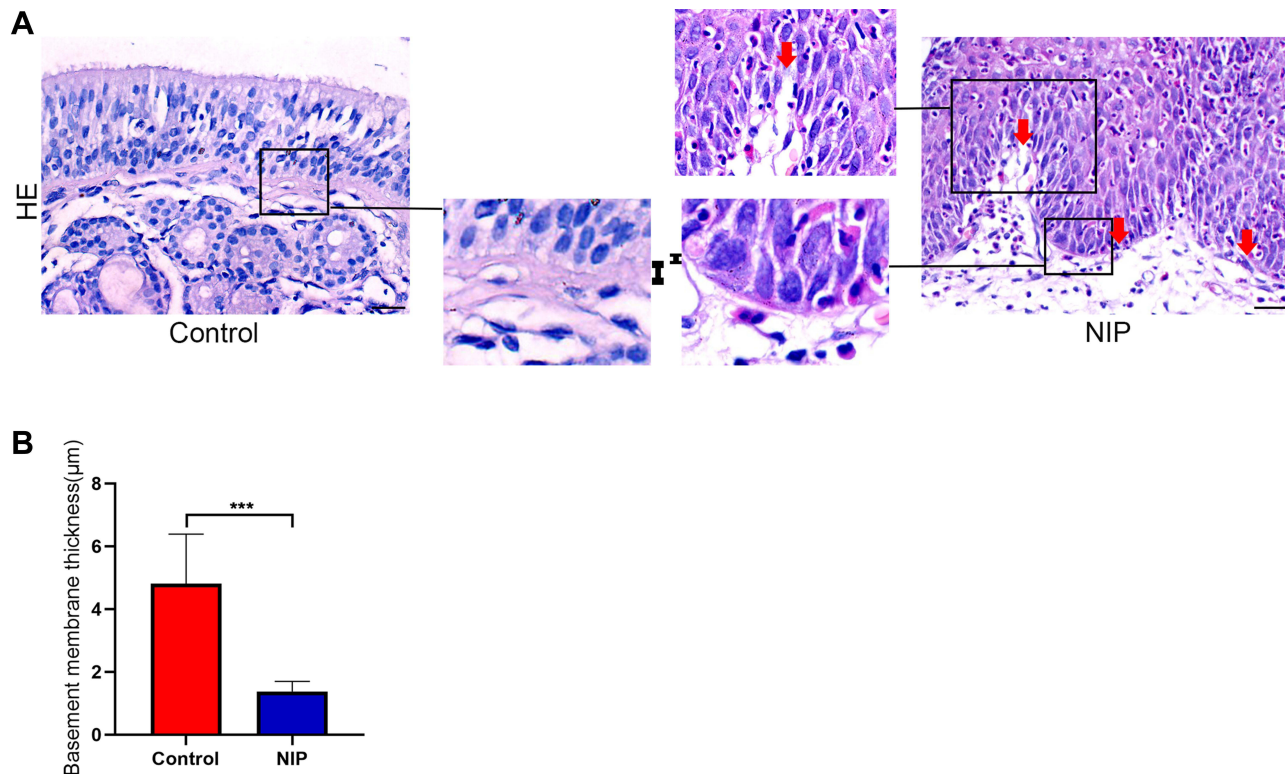 A
HE
Control
NIP
B
Basement membrane thickness(μm)
8
6
4
2
0
***
Control
NIP